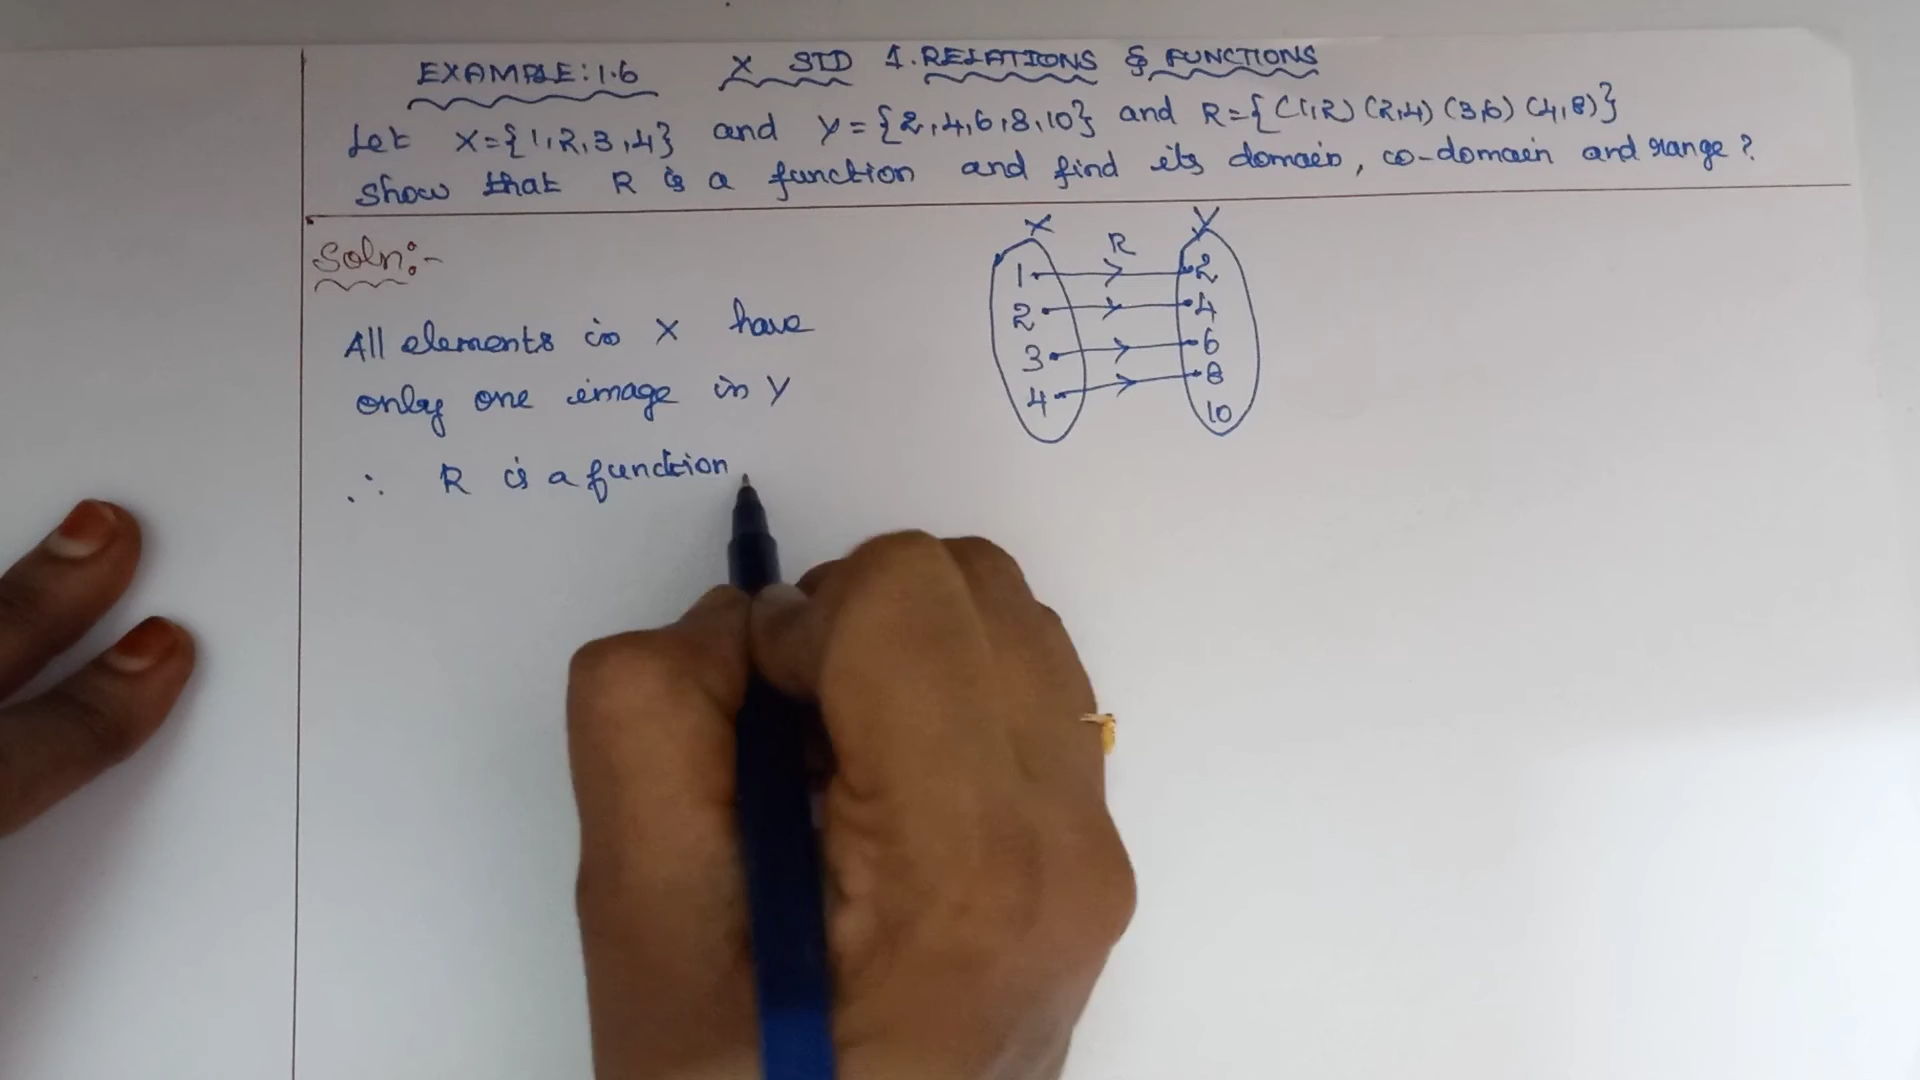 EXAMPLE: 1.6 X STD 1. RELATIONS & FUNCTIONS
Let X={1,2,3,4} and Y={2,4,6,8,10} and R={(1,2) (2,4) (3,6) (4,8)}
Show that R is a function and find its domain, co-domain and range?
Soln:-
X R Y
1 2
2 4
3 6
4 8
10
All elements in X have
only one image in Y
∴ R is a function